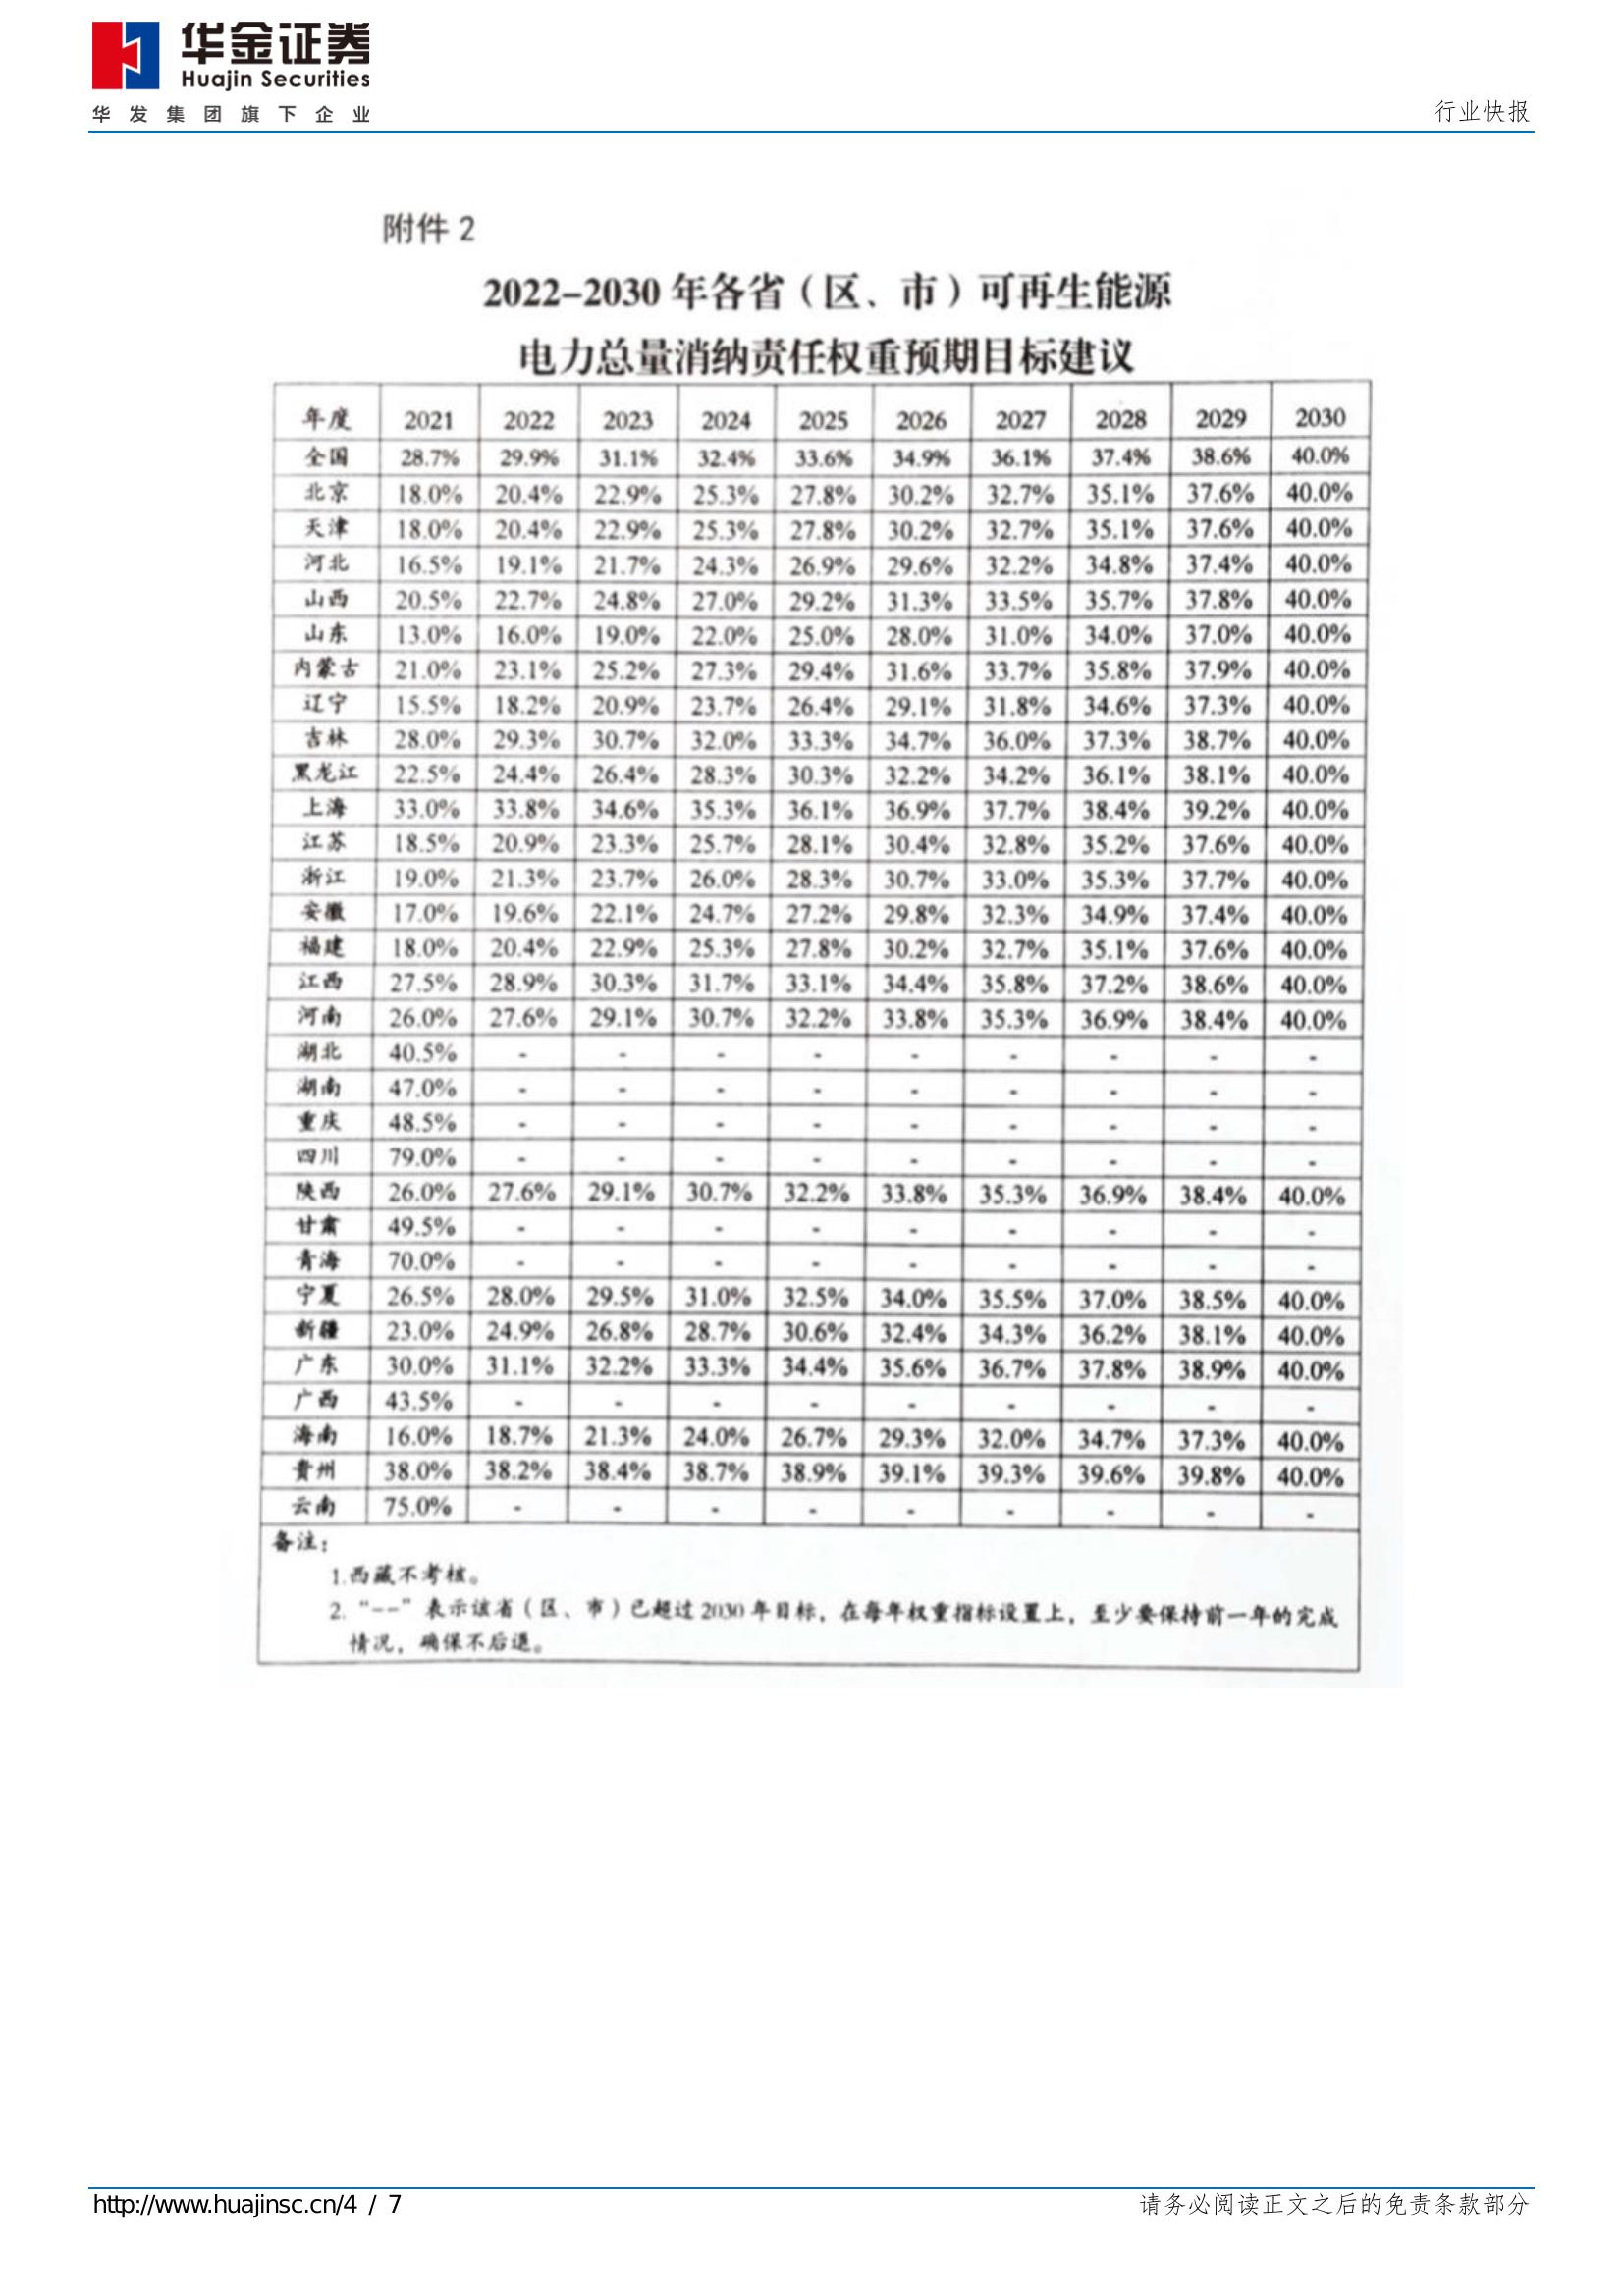 华金证券
Huajin Securities
华发集团旗下企业
行业快报
附件 2
2022-2030 年各省（区、市）可再生能源
电力总量消纳责任权重预期目标建议
年度 2021 2022 2023 2024 2025 2026 2027 2028 2029 2030
全国 28.7% 29.9% 31.1% 32.4% 33.6% 34.9% 36.1% 37.4% 38.6% 40.0%
北京 18.0% 20.4% 22.9% 25.3% 27.8% 30.2% 32.7% 35.1% 37.6% 40.0%
天津 18.0% 20.4% 22.9% 25.3% 27.8% 30.2% 32.7% 35.1% 37.6% 40.0%
河北 16.5% 19.1% 21.7% 24.3% 26.9% 29.6% 32.2% 34.8% 37.4% 40.0%
山西 20.5% 22.7% 24.8% 27.0% 29.2% 31.3% 33.5% 35.7% 37.8% 40.0%
山东 13.0% 16.0% 19.0% 22.0% 25.0% 28.0% 31.0% 34.0% 37.0% 40.0%
内蒙古 21.0% 23.1% 25.2% 27.3% 29.4% 31.6% 33.7% 35.8% 37.9% 40.0%
辽宁 15.5% 18.2% 20.9% 23.7% 26.4% 29.1% 31.8% 34.6% 37.3% 40.0%
吉林 28.0% 29.3% 30.7% 32.0% 33.3% 34.7% 36.0% 37.3% 38.7% 40.0%
黑龙江 22.5% 24.4% 26.4% 28.3% 30.3% 32.2% 34.2% 36.1% 38.1% 40.0%
上海 33.0% 33.8% 34.6% 35.3% 36.1% 36.9% 37.7% 38.4% 39.2% 40.0%
江苏 18.5% 20.9% 23.3% 25.7% 28.1% 30.4% 32.8% 35.2% 37.6% 40.0%
浙江 19.0% 21.3% 23.7% 26.0% 28.3% 30.7% 33.0% 35.3% 37.7% 40.0%
安徽 17.0% 19.6% 22.1% 24.7% 27.2% 29.8% 32.3% 34.9% 37.4% 40.0%
福建 18.0% 20.4% 22.9% 25.3% 27.8% 30.2% 32.7% 35.1% 37.6% 40.0%
江西 27.5% 28.9% 30.3% 31.7% 33.1% 34.4% 35.8% 37.2% 38.6% 40.0%
河南 26.0% 27.6% 29.1% 30.7% 32.2% 33.8% 35.3% 36.9% 38.4% 40.0%
湖北 40.5% - - - - - - - - -
湖南 47.0% - - - - - - - - -
重庆 48.5% - - - - - - - - -
四川 79.0% - - - - - - - - -
陕西 26.0% 27.6% 29.1% 30.7% 32.2% 33.8% 35.3% 36.9% 38.4% 40.0%
甘肃 49.5% - - - - - - - - -
青海 70.0% - - - - - - - - -
宁夏 26.5% 28.0% 29.5% 31.0% 32.5% 34.0% 35.5% 37.0% 38.5% 40.0%
新疆 23.0% 24.9% 26.8% 28.7% 30.6% 32.4% 34.3% 36.2% 38.1% 40.0%
广东 30.0% 31.1% 32.2% 33.3% 34.4% 35.6% 36.7% 37.8% 38.9% 40.0%
广西 43.5% - - - - - - - - -
海南 16.0% 18.7% 21.3% 24.0% 26.7% 29.3% 32.0% 34.7% 37.3% 40.0%
贵州 38.0% 38.2% 38.4% 38.7% 38.9% 39.1% 39.3% 39.6% 39.8% 40.0%
云南 75.0% - - - - - - - - -
备注：
1.西藏不考核。
2.“--”表示该省（区、市）已超过 2030 年目标，在每年权重指标设置上，至少要保持前一年的完成
情况，确保不后退。
http://www.huajinsc.cn/4 / 7
请务必阅读正文之后的免责条款部分